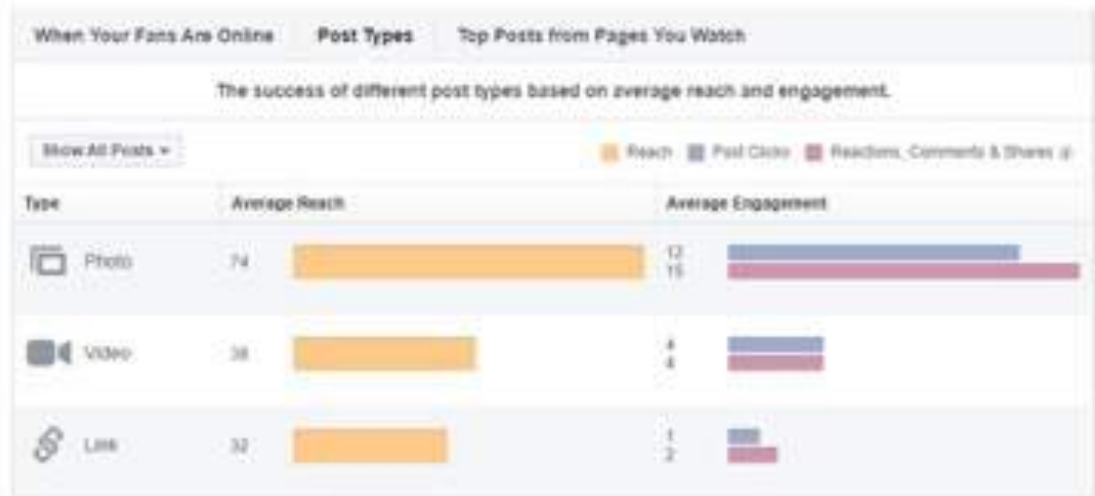 When Your Fans Are Online Post Types Top Posts from Pages You Watch
The success of different post types based on average reach and engagement.
Show All Posts Reach Post Clicks Reactions, Comments & Shares
Type Average Reach Average Engagement
Photo 74 12
15
Video 38 4
4
Link 32 1
2